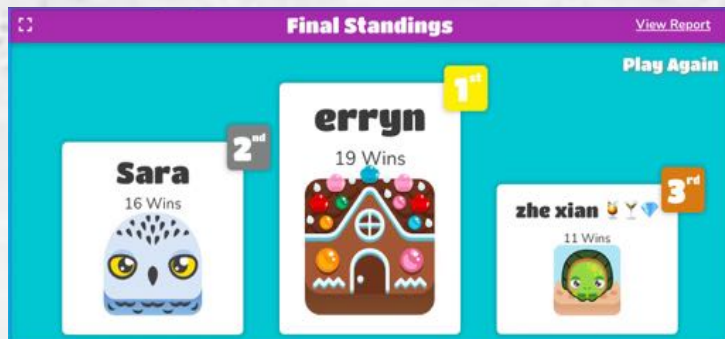 Final Standings
View Report
Play Again
1st
erryn
19 Wins
2nd
Sara
16 Wins
3rd
zhe xian 🍹🍸💎
11 Wins